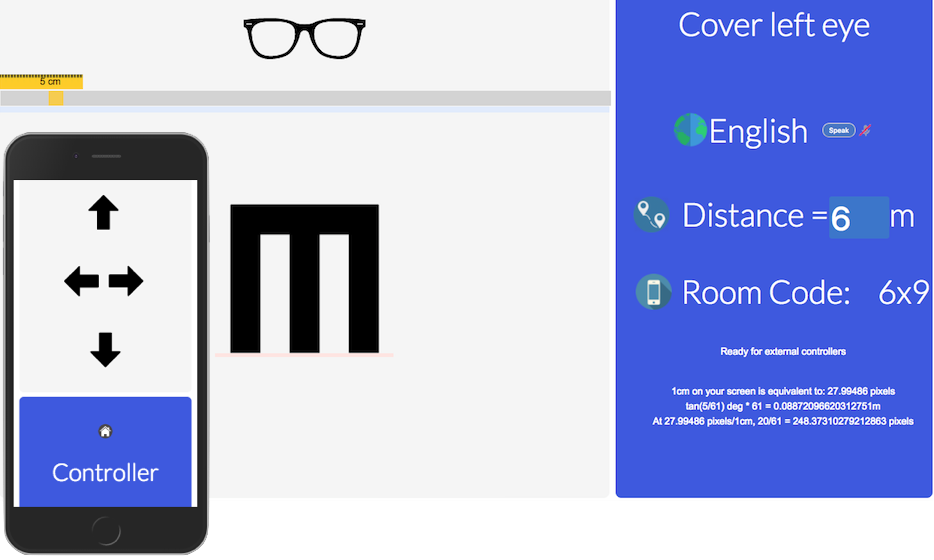 Cover left eye
5 cm
English Speak
Distance = 6 m
Room Code: 6x9
Ready for external controllers
1cm on your screen is equivalent to: 27.99486 pixels
tan(5/61) deg * 61 = 0.08872096620312751m
At 27.99486 pixels/1cm, 20/61 = 248.37310279212863 pixels
Controller